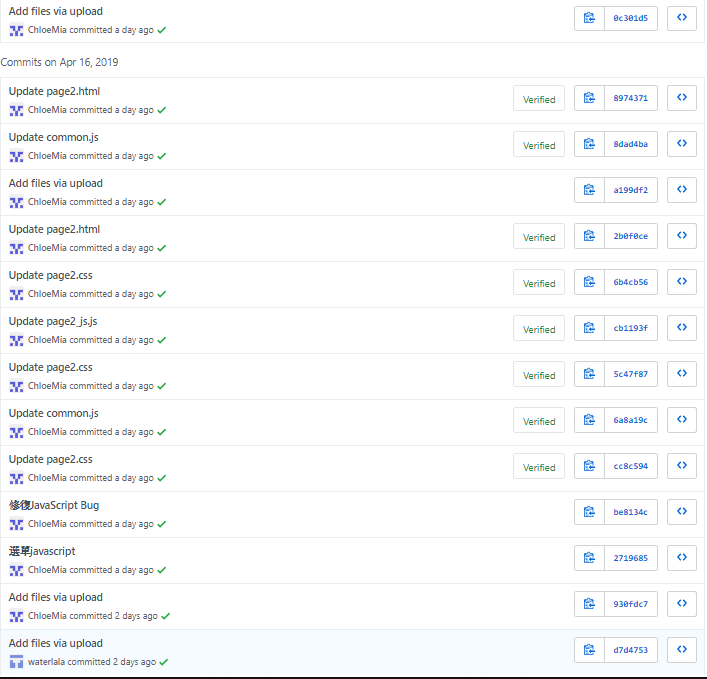 Add files via upload
0c301d5
ChloeMia committed a day ago
Commits on Apr 16, 2019
Update page2.html
Verified 8974371
ChloeMia committed a day ago
Update common.js
Verified 8dad4ba
ChloeMia committed a day ago
Add files via upload
a199df2
ChloeMia committed a day ago
Update page2.html
Verified 2b0f0ce
ChloeMia committed a day ago
Update page2.css
Verified 6b4cb56
ChloeMia committed a day ago
Update page2_js.js
Verified cb1193f
ChloeMia committed a day ago
Update page2.css
Verified 5c47f87
ChloeMia committed a day ago
Update common.js
Verified 6a8a19c
ChloeMia committed a day ago
Update page2.css
Verified cc8c594
ChloeMia committed a day ago
修復JavaScript Bug
be8134c
ChloeMia committed a day ago
選單javascript
2719685
ChloeMia committed a day ago
Add files via upload
930fdc7
ChloeMia committed 2 days ago
Add files via upload
d7d4753
waterlala committed 2 days ago